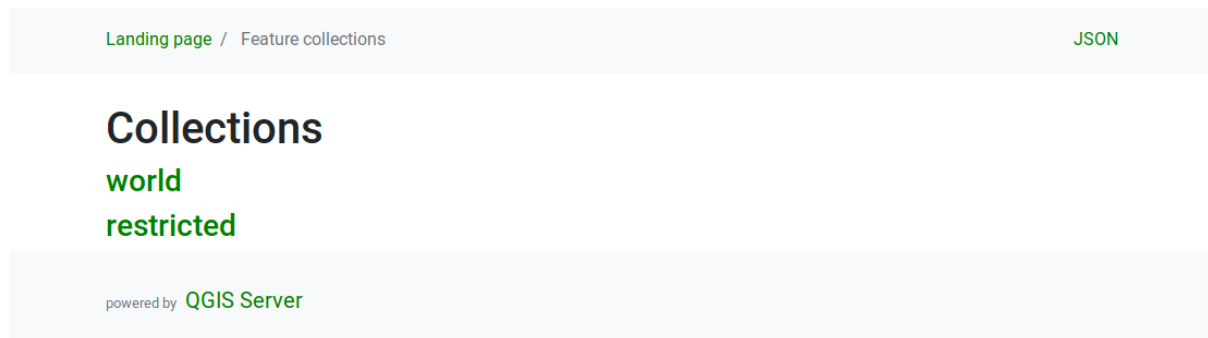 Landing page / Feature collections JSON
Collections
world
restricted
powered by QGIS Server